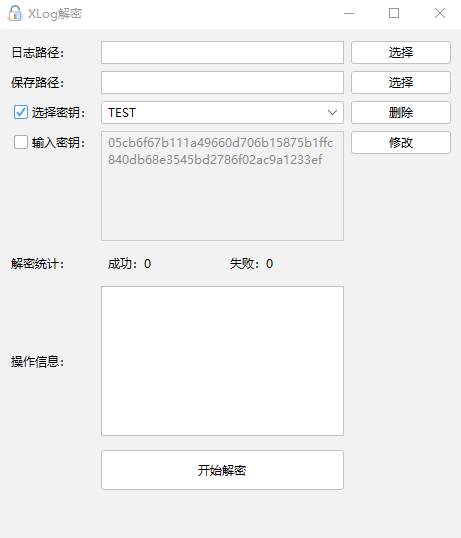 XLog解密
日志路径：
选择
保存路径：
选择
选择密钥：
TEST
删除
输入密钥：
05cb6f67b111a49660d706b15875b1ffc
840db68e3545bd2786f02ac9a1233ef
修改
解密统计：
成功：0
失败：0
操作信息：
开始解密